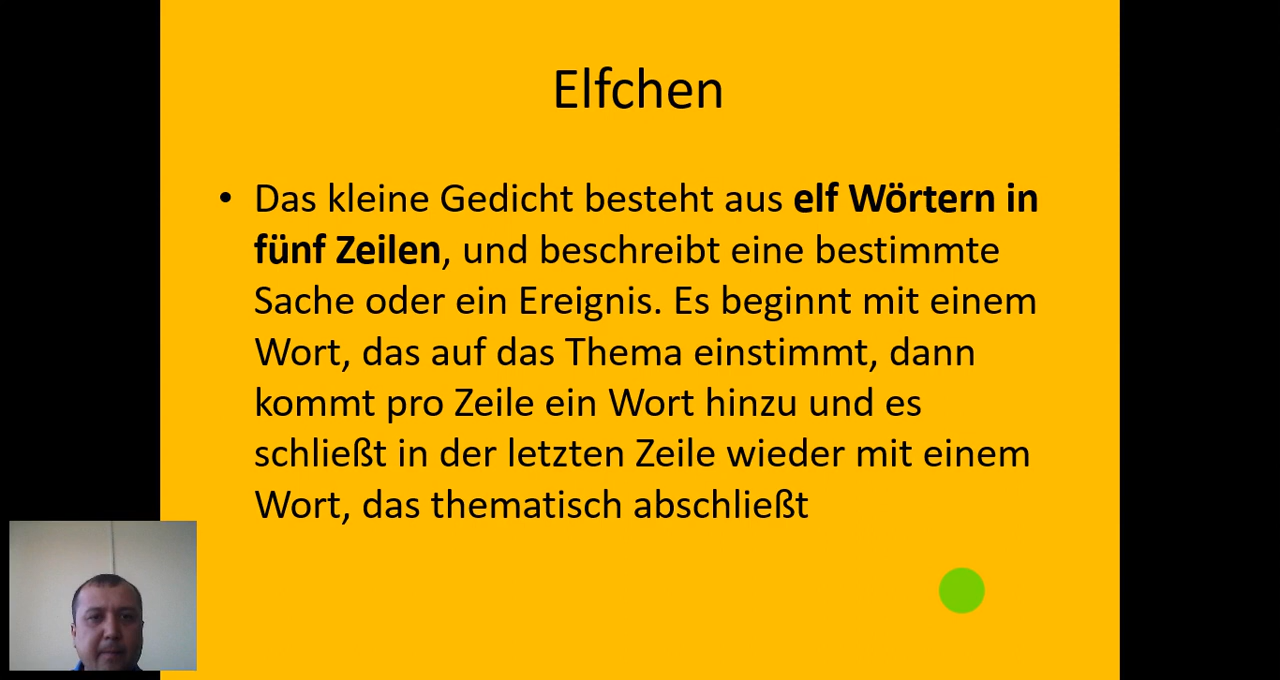 Elfchen
• Das kleine Gedicht besteht aus elf Wörtern in
fünf Zeilen, und beschreibt eine bestimmte
Sache oder ein Ereignis. Es beginnt mit einem
Wort, das auf das Thema einstimmt, dann
kommt pro Zeile ein Wort hinzu und es
schließt in der letzten Zeile wieder mit einem
Wort, das thematisch abschließt